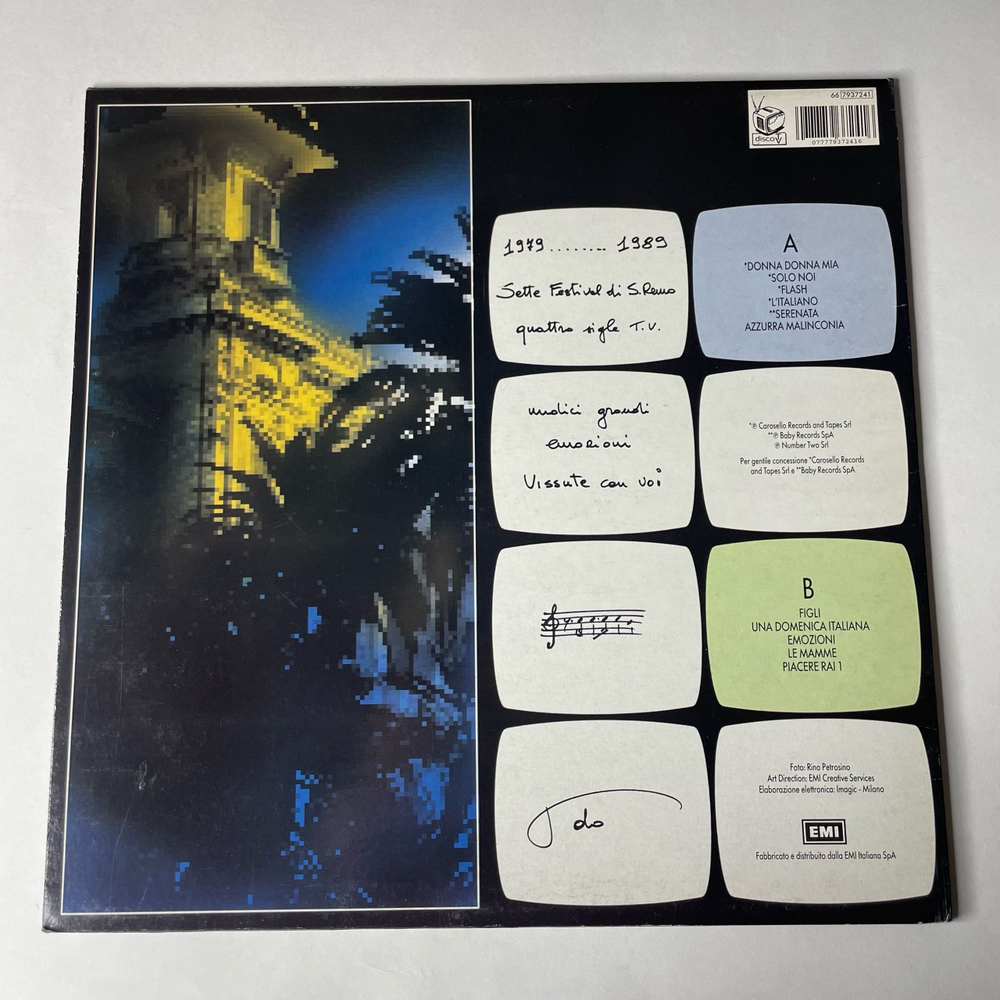 66 7937241
disco V
077779372416
1979........ 1989
Sette Festival di S. Remo
quattro sigle T.V.
A
*DONNA DONNA MIA
*SOLO NOI
*FLASH
*L'ITALIANO
**SERENATA
AZZURRA MALINCONIA
undici grandi
emozioni
Vissute con voi
*℗ Carosello Records and Tapes Srl
**℗ Baby Records SpA
℗ Number Two Srl
Per gentile concessione *Carosello Records
and Tapes Srl e **Baby Records SpA
B
FIGLI
UNA DOMENICA ITALIANA
EMOZIONI
LE MAMME
PIACERE RAI 1
Foto: Rino Petrosino
Art Direction: EMI Creative Services
Elaborazione elettronica: Imagic - Milano
EMI
Fabbricato e distribuito dalla EMI Italiana SpA